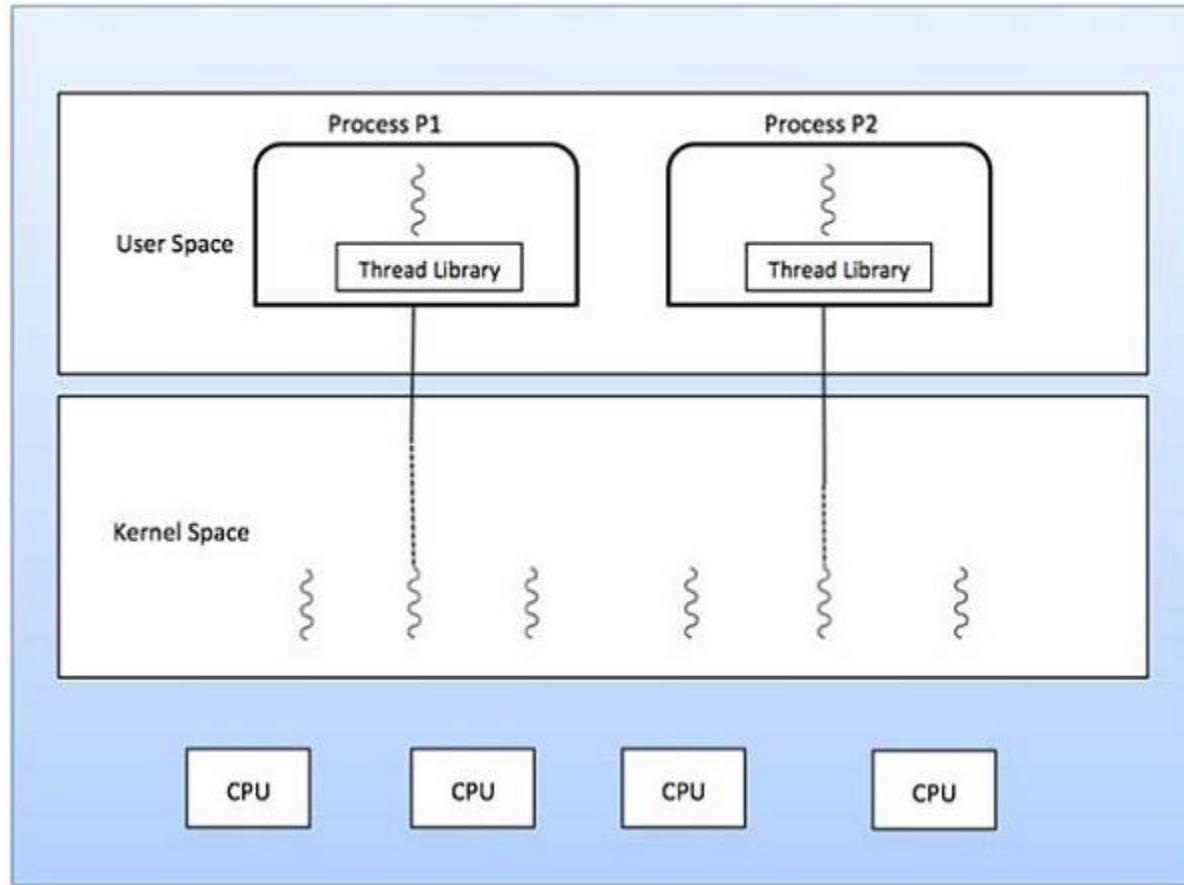 Process P1
Process P2
User Space
Thread Library
Thread Library
Kernel Space
CPU
CPU
CPU
CPU